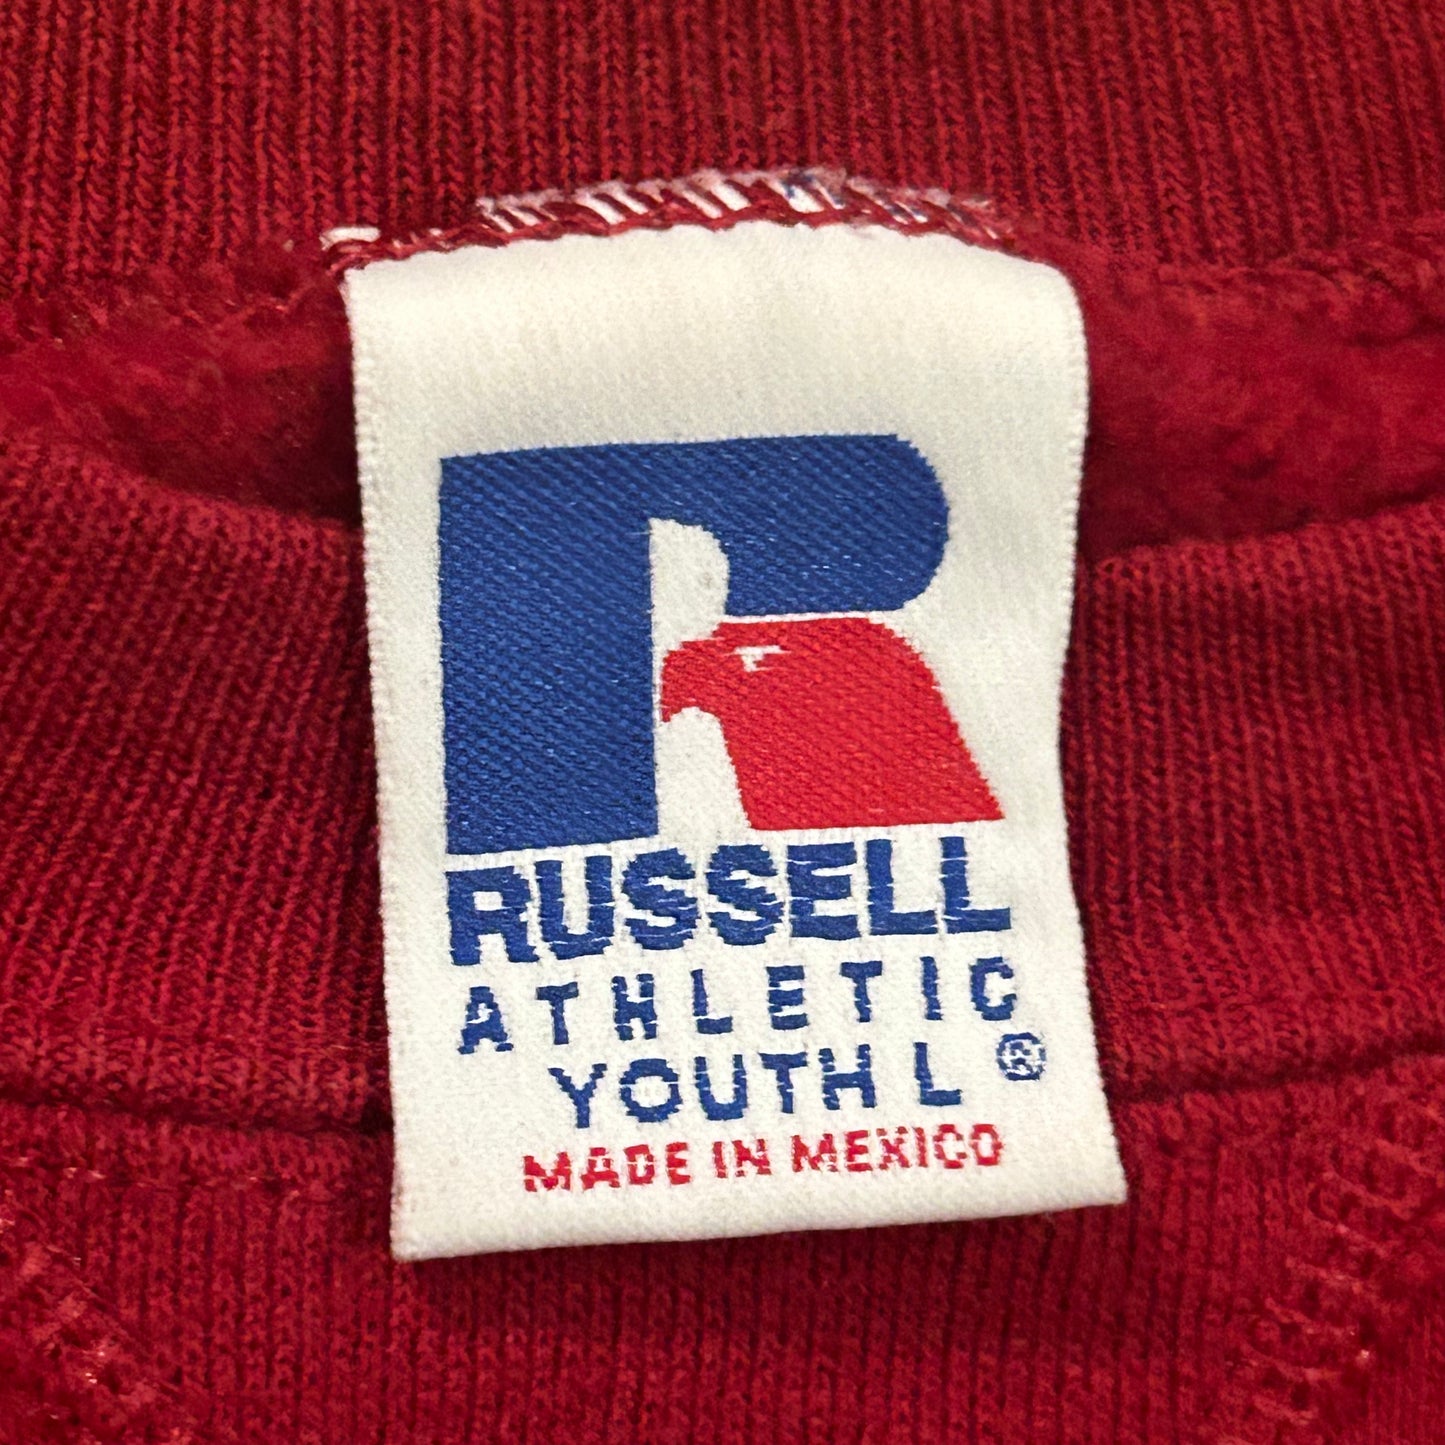 R
RUSSELL
ATHLETIC
YOUTH L ®
MADE IN MEXICO